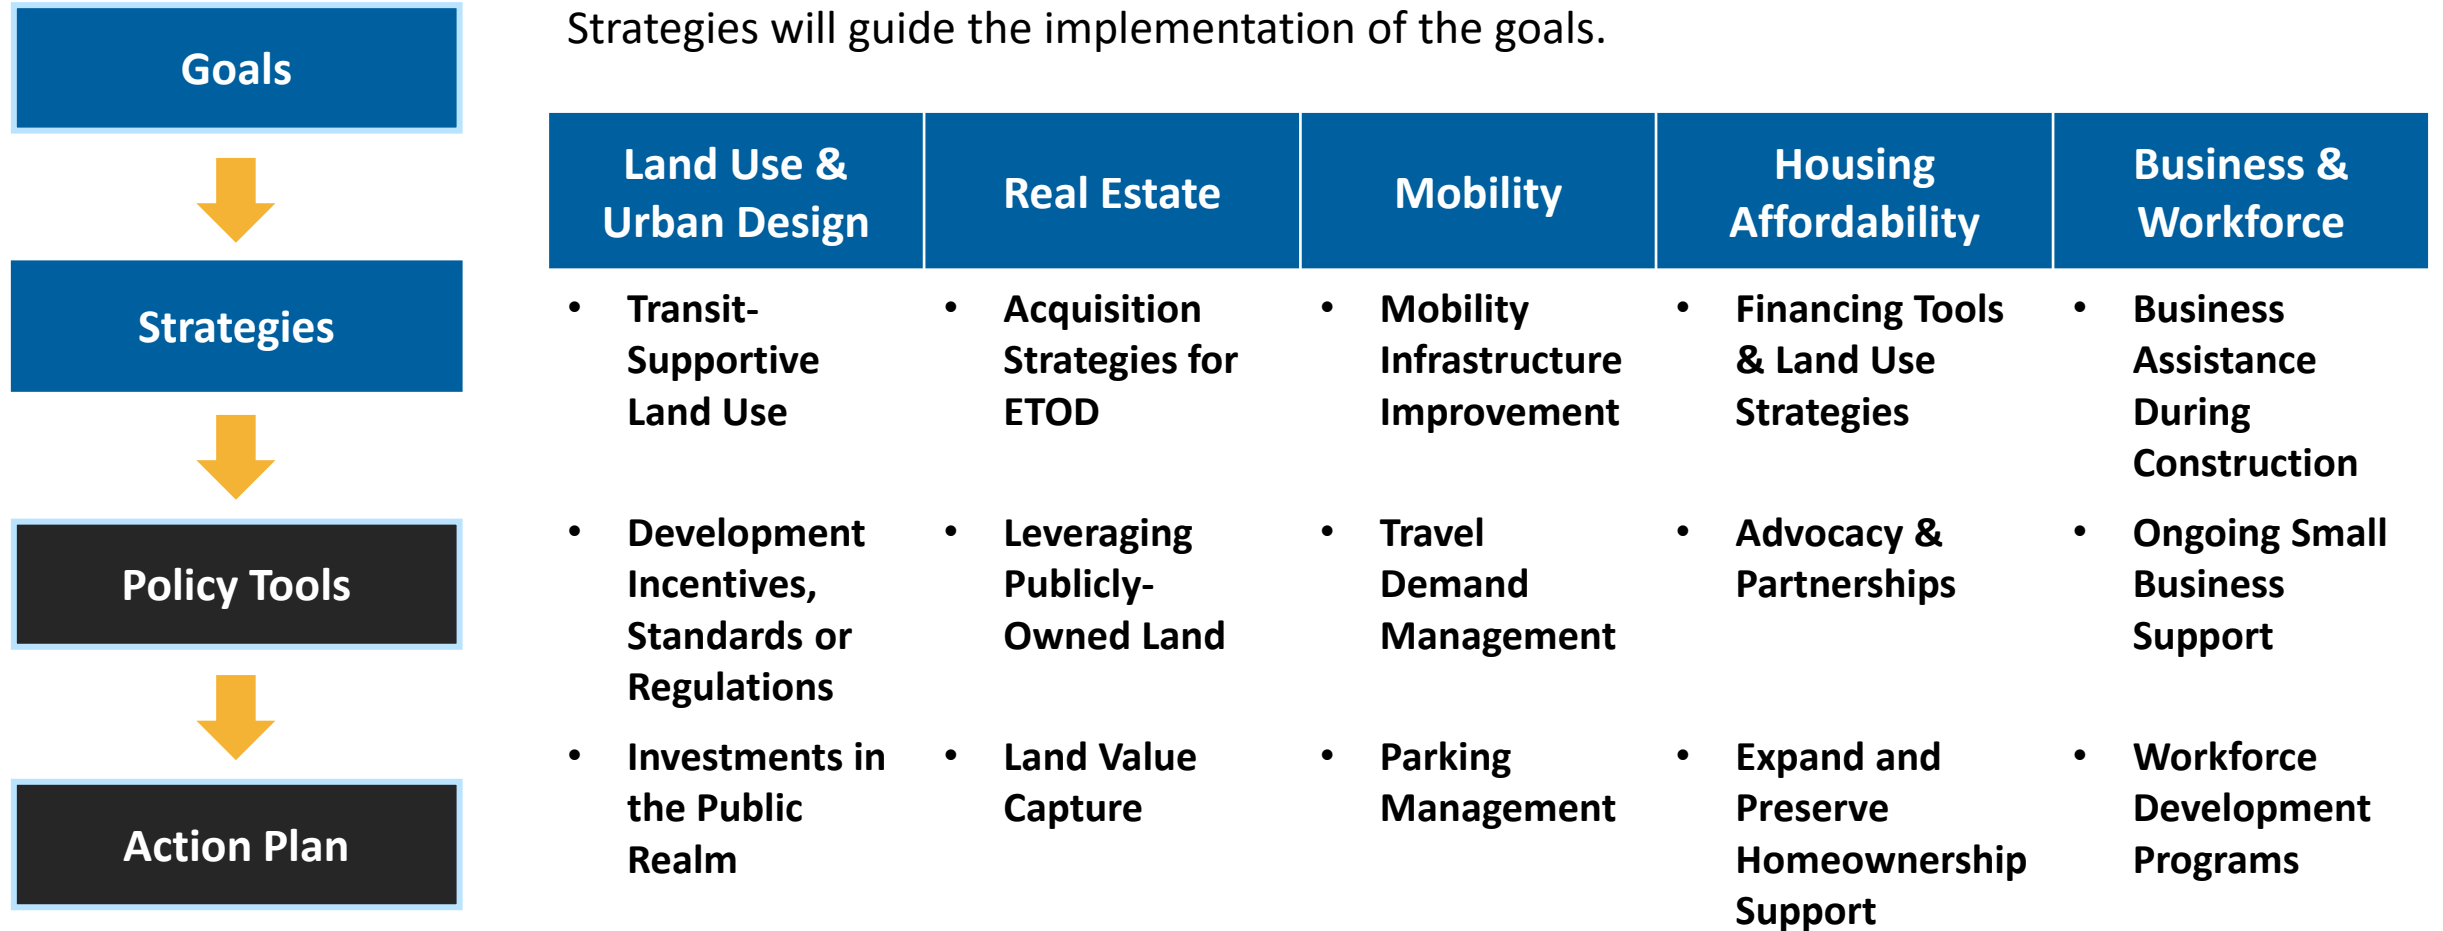 Goals
Strategies
Policy Tools
Action Plan
Strategies will guide the implementation of the goals.
Land Use &
Urban Design
Real Estate
Mobility
Housing
Affordability
Business &
Workforce
• Transit-
Supportive
Land Use
• Acquisition
Strategies for
ETOD
• Mobility
Infrastructure
Improvement
• Financing Tools
& Land Use
Strategies
• Business
Assistance
During
Construction
• Development
Incentives,
Standards or
Regulations
• Leveraging
Publicly-
Owned Land
• Travel
Demand
Management
• Advocacy &
Partnerships
• Ongoing Small
Business
Support
• Investments in
the Public
Realm
• Land Value
Capture
• Parking
Management
• Expand and
Preserve
Homeownership
Support
• Workforce
Development
Programs